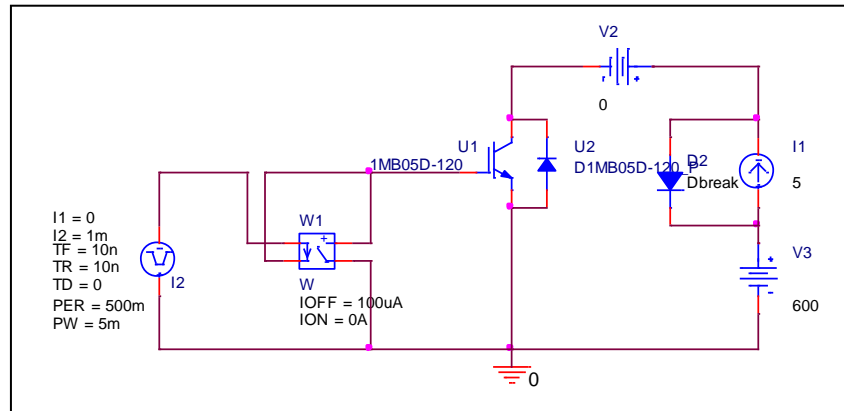 V2
0
U1
1MB05D-120
U2
D1MB05D-120_P
D2
Dbreak
I1
5
V3
600
W1
+
W
IOFF = 100uA
ION = 0A
I1 = 0
I2 = 1m
TF = 10n
TR = 10n
TD = 0
PER = 500m
PW = 5m
I2
0